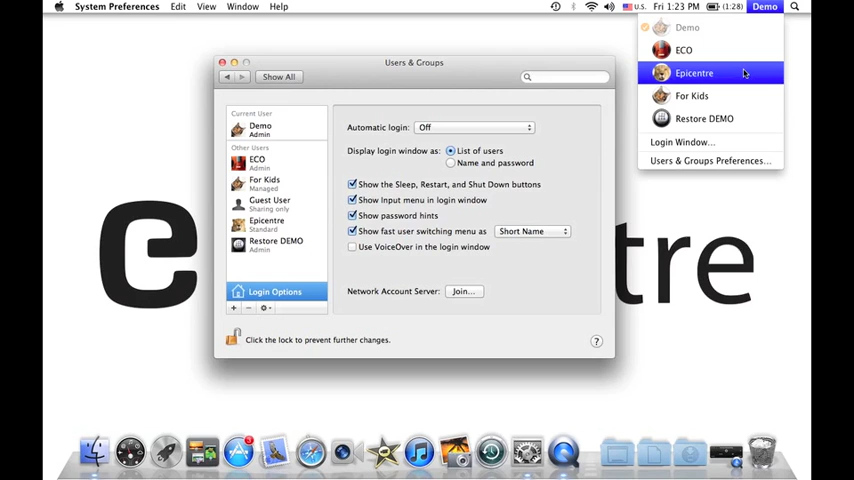 System Preferences Edit View Window Help
U.S. Fri 1:23 PM (1:28) Demo
Demo
ECO
Epicentre
For Kids
Restore DEMO
Login Window...
Users & Groups Preferences...
Users & Groups
Show All
Current User
Demo
Admin
Other Users
ECO
Admin
For Kids
Managed
Guest User
Sharing only
Epicentre
Standard
Restore DEMO
Admin
Login Options
Automatic login: Off
Display login window as: List of users
Name and password
Show the Sleep, Restart, and Shut Down buttons
Show Input menu in login window
Show password hints
Show fast user switching menu as Short Name
Use VoiceOver in the login window
Network Account Server: Join...
Click the lock to prevent further changes.
?
e tre